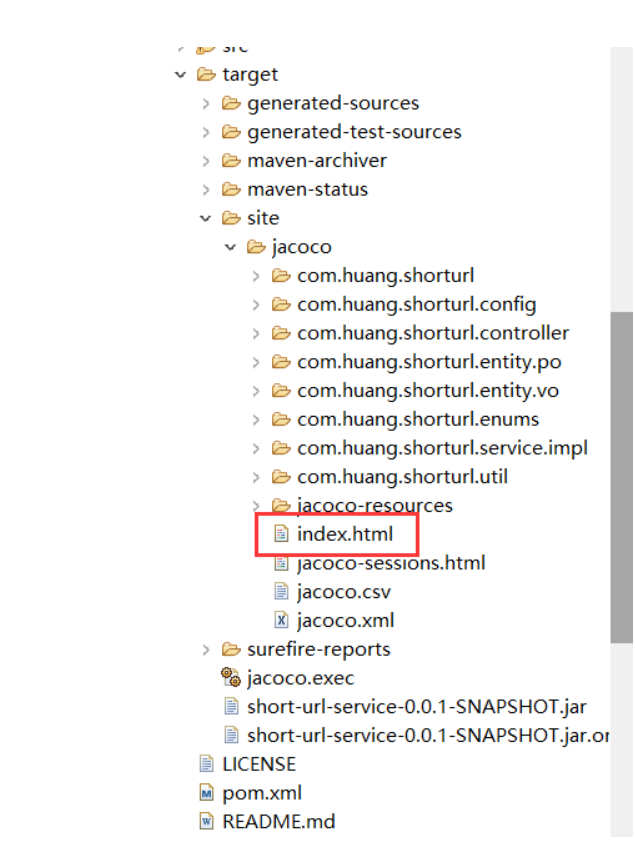 src
target
generated-sources
generated-test-sources
maven-archiver
maven-status
site
jacoco
com.huang.shorturl
com.huang.shorturl.config
com.huang.shorturl.controller
com.huang.shorturl.entity.po
com.huang.shorturl.entity.vo
com.huang.shorturl.enums
com.huang.shorturl.service.impl
com.huang.shorturl.util
jacoco-resources
index.html
jacoco-sessions.html
jacoco.csv
jacoco.xml
surefire-reports
jacoco.exec
short-url-service-0.0.1-SNAPSHOT.jar
short-url-service-0.0.1-SNAPSHOT.jar.or
LICENSE
pom.xml
README.md